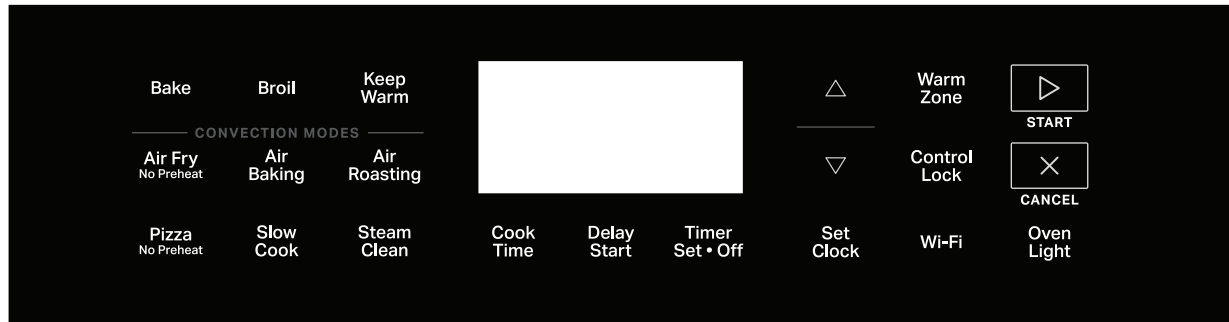 Bake
Broil
Keep
Warm
CONVECTION MODES
Air Fry
No Preheat
Air
Baking
Air
Roasting
Pizza
No Preheat
Slow
Cook
Steam
Clean
Cook
Time
Delay
Start
Timer
Set • Off
Warm
Zone
START
Control
Lock
CANCEL
Set
Clock
Wi-Fi
Oven
Light